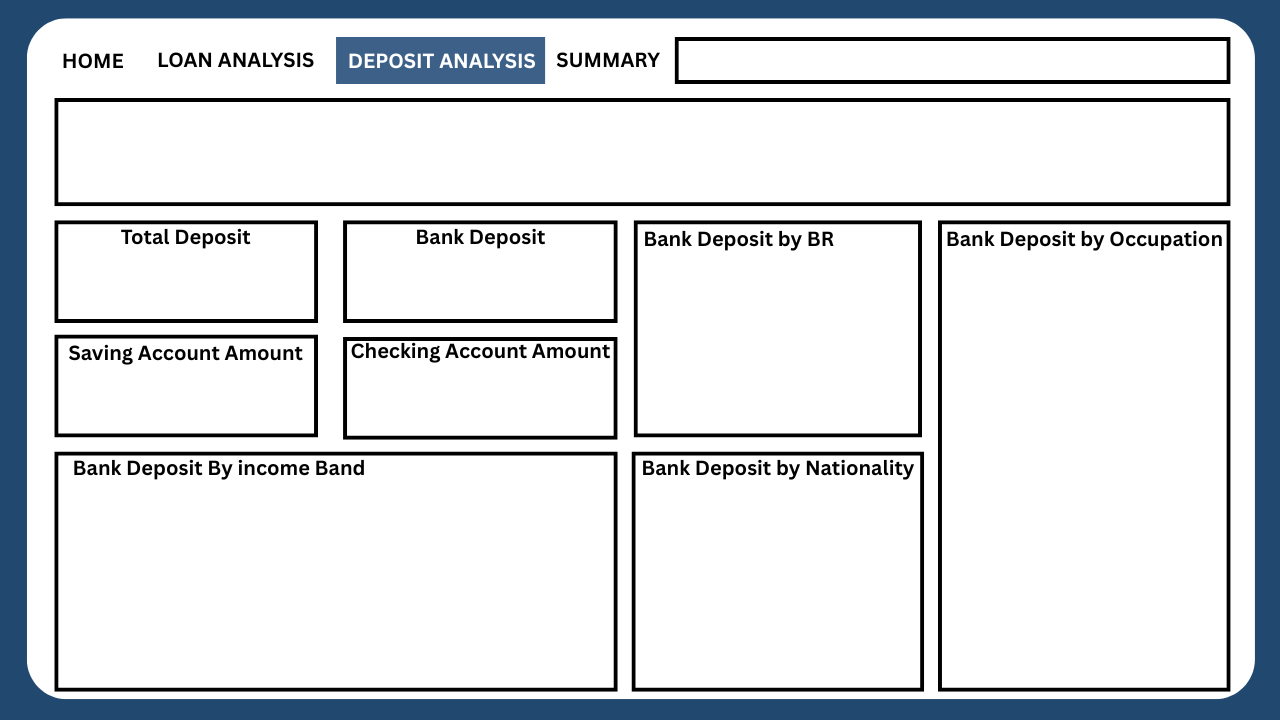 HOME LOAN ANALYSIS DEPOSIT ANALYSIS SUMMARY
Total Deposit
Bank Deposit
Bank Deposit by BR
Bank Deposit by Occupation
Saving Account Amount
Checking Account Amount
Bank Deposit By income Band
Bank Deposit by Nationality